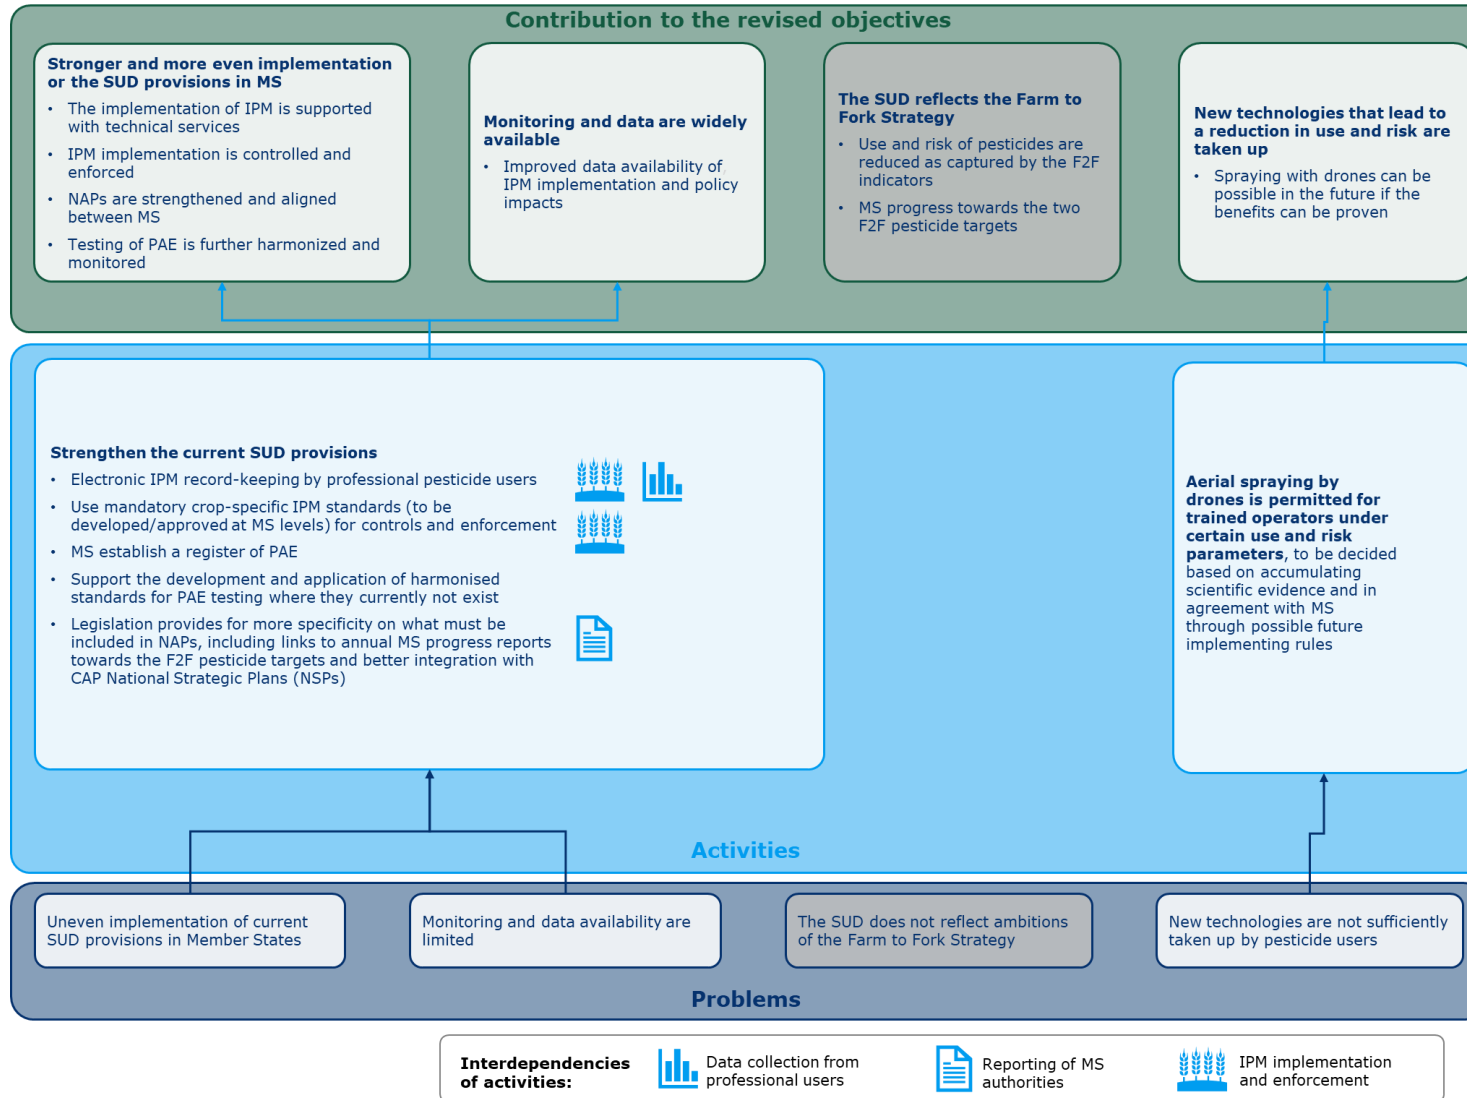 Contribution to the revised objectives
Stronger and more even implementation
or the SUD provisions in MS
• The implementation of IPM is supported
with technical services
• IPM implementation is controlled and
enforced
• NAPs are strengthened and aligned
between MS
• Testing of PAE is further harmonized and
monitored
Monitoring and data are widely
available
• Improved data availability of
IPM implementation and policy
impacts
The SUD reflects the Farm to
Fork Strategy
• Use and risk of pesticides are
reduced as captured by the F2F
indicators
• MS progress towards the two
F2F pesticide targets
New technologies that lead to
a reduction in use and risk are
taken up
• Spraying with drones can be
possible in the future if the
benefits can be proven
Strengthen the current SUD provisions
• Electronic IPM record-keeping by professional pesticide users
• Use mandatory crop-specific IPM standards (to be
developed/approved at MS levels) for controls and enforcement
• MS establish a register of PAE
• Support the development and application of harmonised
standards for PAE testing where they currently not exist
• Legislation provides for more specificity on what must be
included in NAPs, including links to annual MS progress reports
towards the F2F pesticide targets and better integration with
CAP National Strategic Plans (NSPs)
Aerial spraying by
drones is permitted for
trained operators under
certain use and risk
parameters, to be decided
based on accumulating
scientific evidence and in
agreement with MS
through possible future
implementing rules
Activities
Uneven implementation of current
SUD provisions in Member States
Monitoring and data availability are
limited
The SUD does not reflect ambitions
of the Farm to Fork Strategy
New technologies are not sufficiently
taken up by pesticide users
Problems
Interdependencies
of activities:
Data collection from
professional users
Reporting of MS
authorities
IPM implementation
and enforcement